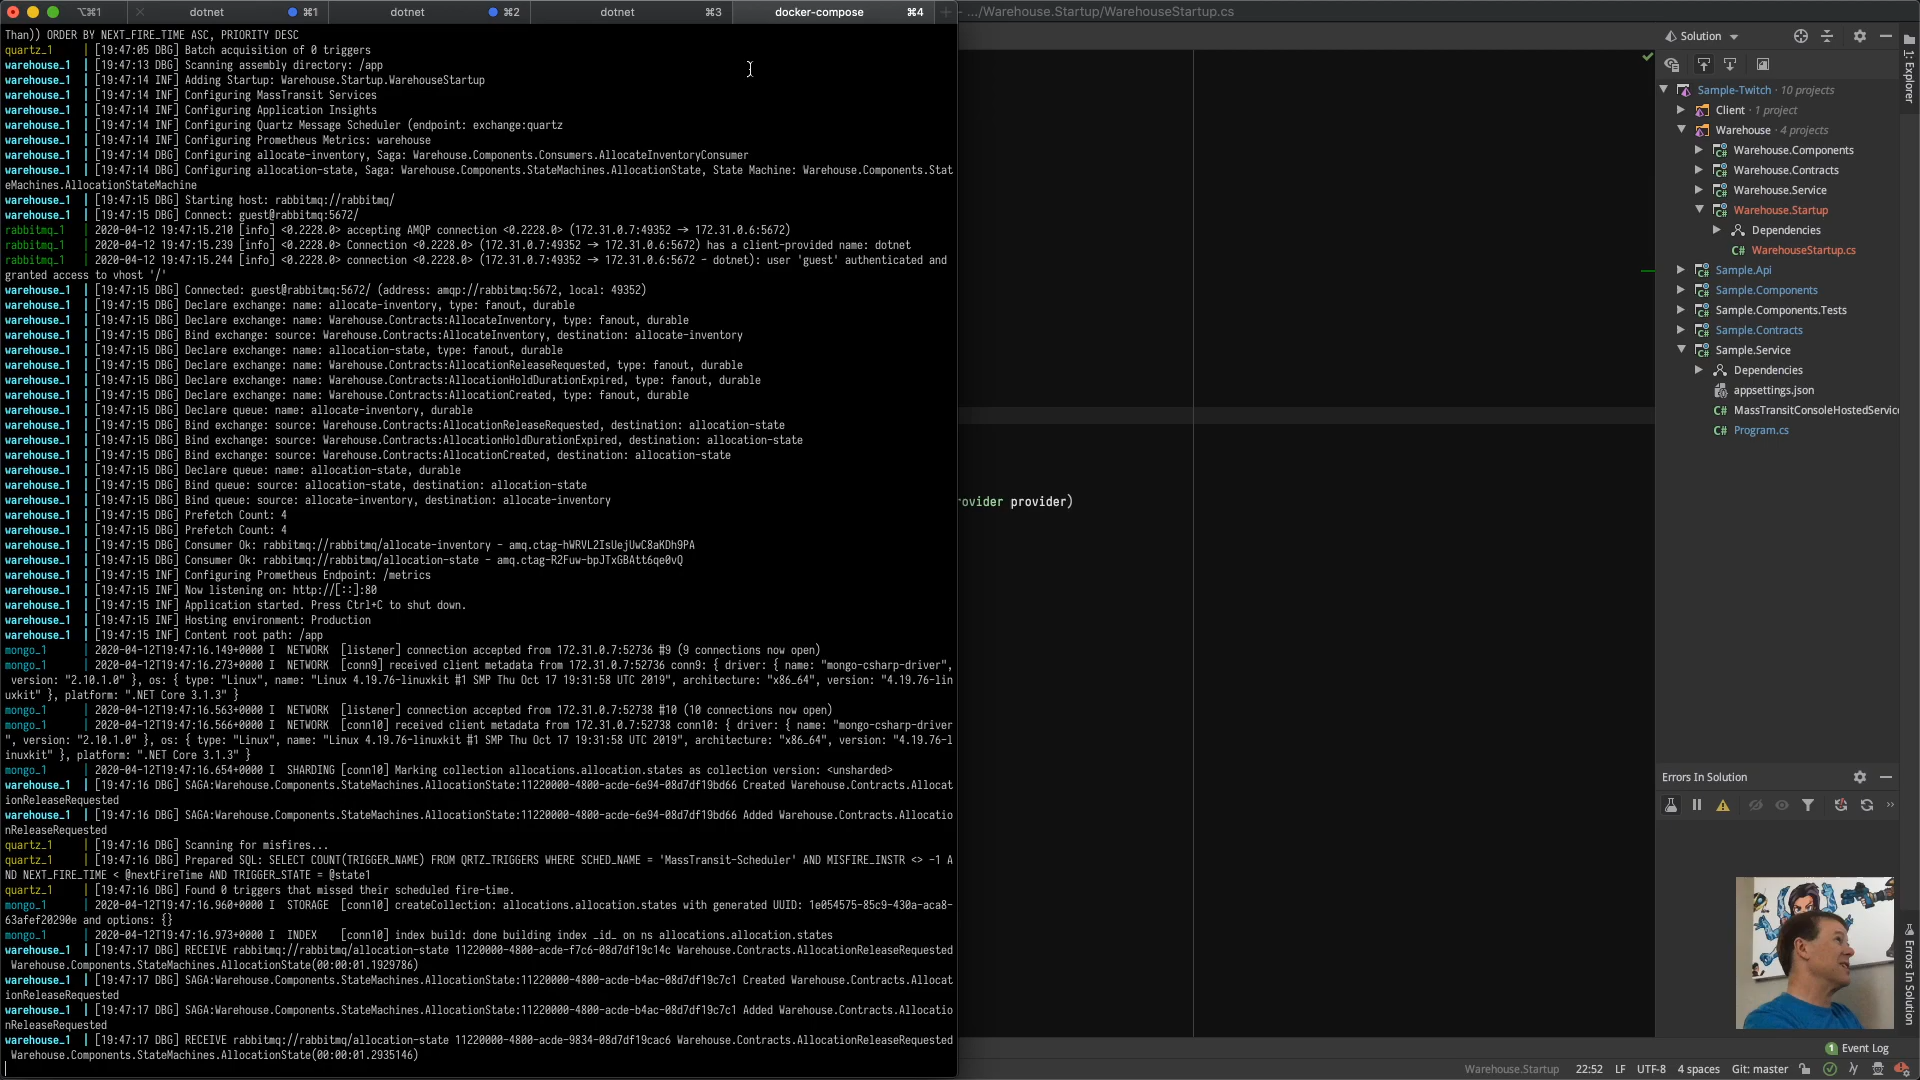 ⌥⌘1 dotnet ⌘1 dotnet ⌘2 dotnet ⌘3 docker-compose ⌘4 + – .../Warehouse.Startup/WarehouseStartup.cs
Than)) ORDER BY NEXT_FIRE_TIME ASC, PRIORITY DESC
quartz_1 | [19:47:05 DBG] Batch acquisition of 0 triggers
warehouse_1 | [19:47:13 DBG] Scanning assembly directory: /app
warehouse_1 | [19:47:14 INF] Adding Startup: Warehouse.Startup.WarehouseStartup
warehouse_1 | [19:47:14 INF] Configuring MassTransit Services
warehouse_1 | [19:47:14 INF] Configuring Application Insights
warehouse_1 | [19:47:14 INF] Configuring Quartz Message Scheduler (endpoint: exchange:quartz
warehouse_1 | [19:47:14 INF] Configuring Prometheus Metrics: warehouse
warehouse_1 | [19:47:14 DBG] Configuring allocate-inventory, Saga: Warehouse.Components.Consumers.AllocateInventoryConsumer
warehouse_1 | [19:47:14 DBG] Configuring allocation-state, Saga: Warehouse.Components.StateMachines.AllocationState, State Machine: Warehouse.Components.Stat
eMachines.AllocationStateMachine
warehouse_1 | [19:47:15 DBG] Starting host: rabbitmq://rabbitmq/
warehouse_1 | [19:47:15 DBG] Connect: guest@rabbitmq:5672/
rabbitmq_1 | 2020-04-12 19:47:15.210 [info] <0.2228.0> accepting AMQP connection <0.2228.0> (172.31.0.7:49352 → 172.31.0.6:5672)
rabbitmq_1 | 2020-04-12 19:47:15.239 [info] <0.2228.0> Connection <0.2228.0> (172.31.0.7:49352 → 172.31.0.6:5672) has a client-provided name: dotnet
rabbitmq_1 | 2020-04-12 19:47:15.244 [info] <0.2228.0> connection <0.2228.0> (172.31.0.7:49352 → 172.31.0.6:5672 - dotnet): user 'guest' authenticated and
granted access to vhost '/'
warehouse_1 | [19:47:15 DBG] Connected: guest@rabbitmq:5672/ (address: amqp://rabbitmq:5672, local: 49352)
warehouse_1 | [19:47:15 DBG] Declare exchange: name: allocate-inventory, type: fanout, durable
warehouse_1 | [19:47:15 DBG] Declare exchange: name: Warehouse.Contracts:AllocateInventory, type: fanout, durable
warehouse_1 | [19:47:15 DBG] Bind exchange: source: Warehouse.Contracts:AllocateInventory, destination: allocate-inventory
warehouse_1 | [19:47:15 DBG] Declare exchange: name: allocation-state, type: fanout, durable
warehouse_1 | [19:47:15 DBG] Declare exchange: name: Warehouse.Contracts:AllocationReleaseRequested, type: fanout, durable
warehouse_1 | [19:47:15 DBG] Declare exchange: name: Warehouse.Contracts:AllocationHoldDurationExpired, type: fanout, durable
warehouse_1 | [19:47:15 DBG] Declare exchange: name: Warehouse.Contracts:AllocationCreated, type: fanout, durable
warehouse_1 | [19:47:15 DBG] Declare queue: name: allocate-inventory, durable
warehouse_1 | [19:47:15 DBG] Bind exchange: source: Warehouse.Contracts:AllocationReleaseRequested, destination: allocation-state
warehouse_1 | [19:47:15 DBG] Bind exchange: source: Warehouse.Contracts:AllocationHoldDurationExpired, destination: allocation-state
warehouse_1 | [19:47:15 DBG] Bind exchange: source: Warehouse.Contracts:AllocationCreated, destination: allocation-state
warehouse_1 | [19:47:15 DBG] Declare queue: name: allocation-state, durable
warehouse_1 | [19:47:15 DBG] Bind queue: source: allocation-state, destination: allocation-state
warehouse_1 | [19:47:15 DBG] Bind queue: source: allocate-inventory, destination: allocate-inventory
warehouse_1 | [19:47:15 DBG] Prefetch Count: 4
warehouse_1 | [19:47:15 DBG] Prefetch Count: 4
warehouse_1 | [19:47:15 DBG] Consumer Ok: rabbitmq://rabbitmq/allocate-inventory - amq.ctag-hWRVL2IsUejUwC8aKDh9PA
warehouse_1 | [19:47:15 DBG] Consumer Ok: rabbitmq://rabbitmq/allocation-state - amq.ctag-R2Fuw-bpJTxGBAtt6qe0vQ
warehouse_1 | [19:47:15 INF] Configuring Prometheus Endpoint: /metrics
warehouse_1 | [19:47:15 INF] Now listening on: http://[::]:80
warehouse_1 | [19:47:15 INF] Application started. Press Ctrl+C to shut down.
warehouse_1 | [19:47:15 INF] Hosting environment: Production
warehouse_1 | [19:47:15 INF] Content root path: /app
mongo_1 | 2020-04-12T19:47:16.149+0000 I NETWORK [listener] connection accepted from 172.31.0.7:52736 #9 (9 connections now open)
mongo_1 | 2020-04-12T19:47:16.273+0000 I NETWORK [conn9] received client metadata from 172.31.0.7:52736 conn9: { driver: { name: "mongo-csharp-driver",
version: "2.10.1.0" }, os: { type: "Linux", name: "Linux 4.19.76-linuxkit #1 SMP Thu Oct 17 19:31:58 UTC 2019", architecture: "x86_64", version: "4.19.76-lin
uxkit" }, platform: ".NET Core 3.1.3" }
mongo_1 | 2020-04-12T19:47:16.563+0000 I NETWORK [listener] connection accepted from 172.31.0.7:52738 #10 (10 connections now open)
mongo_1 | 2020-04-12T19:47:16.566+0000 I NETWORK [conn10] received client metadata from 172.31.0.7:52738 conn10: { driver: { name: "mongo-csharp-driver
", version: "2.10.1.0" }, os: { type: "Linux", name: "Linux 4.19.76-linuxkit #1 SMP Thu Oct 17 19:31:58 UTC 2019", architecture: "x86_64", version: "4.19.76-l
inuxkit" }, platform: ".NET Core 3.1.3" }
mongo_1 | 2020-04-12T19:47:16.654+0000 I SHARDING [conn10] Marking collection allocations.allocation.states as collection version: <unsharded>
warehouse_1 | [19:47:16 DBG] SAGA:Warehouse.Components.StateMachines.AllocationState:11220000-4800-acde-6e94-08d7df19bd66 Created Warehouse.Contracts.Allocat
ionReleaseRequested
warehouse_1 | [19:47:16 DBG] SAGA:Warehouse.Components.StateMachines.AllocationState:11220000-4800-acde-6e94-08d7df19bd66 Added Warehouse.Contracts.Allocatio
nReleaseRequested
quartz_1 | [19:47:16 DBG] Scanning for misfires...
quartz_1 | [19:47:16 DBG] Prepared SQL: SELECT COUNT(TRIGGER_NAME) FROM QRTZ_TRIGGERS WHERE SCHED_NAME = 'MassTransit-Scheduler' AND MISFIRE_INSTR <> -1 A
ND NEXT_FIRE_TIME < @nextFireTime AND TRIGGER_STATE = @state1
quartz_1 | [19:47:16 DBG] Found 0 triggers that missed their scheduled fire-time.
mongo_1 | 2020-04-12T19:47:16.960+0000 I STORAGE [conn10] createCollection: allocations.allocation.states with generated UUID: 1e054575-85c9-430a-aca8-
63afef20290e and options: {}
mongo_1 | 2020-04-12T19:47:16.973+0000 I INDEX [conn10] index build: done building index _id_ on ns allocations.allocation.states
warehouse_1 | [19:47:17 DBG] RECEIVE rabbitmq://rabbitmq/allocation-state 11220000-4800-acde-f7c6-08d7df19c14c Warehouse.Contracts.AllocationReleaseRequested
Warehouse.Components.StateMachines.AllocationState(00:00:01.1929786)
warehouse_1 | [19:47:17 DBG] SAGA:Warehouse.Components.StateMachines.AllocationState:11220000-4800-acde-b4ac-08d7df19c7c1 Created Warehouse.Contracts.Allocat
ionReleaseRequested
warehouse_1 | [19:47:17 DBG] SAGA:Warehouse.Components.StateMachines.AllocationState:11220000-4800-acde-b4ac-08d7df19c7c1 Added Warehouse.Contracts.Allocatio
nReleaseRequested
warehouse_1 | [19:47:17 DBG] RECEIVE rabbitmq://rabbitmq/allocation-state 11220000-4800-acde-9834-08d7df19cac6 Warehouse.Contracts.AllocationReleaseRequested
Warehouse.Components.StateMachines.AllocationState(00:00:01.2935146)
rovider provider)
Solution
Sample-Twitch · 10 projects
Client · 1 project
Warehouse · 4 projects
C# Warehouse.Components
C# Warehouse.Contracts
C# Warehouse.Service
C# Warehouse.Startup
Dependencies
C# WarehouseStartup.cs
C# Sample.Api
C# Sample.Components
C# Sample.Components.Tests
C# Sample.Contracts
C# Sample.Service
Dependencies
appsettings.json
C# MassTransitConsoleHostedServic
C# Program.cs
1: Explorer
Errors In Solution
Errors In Solution
1 Event Log
Warehouse.Startup 22:52 LF UTF-8 4 spaces Git: master